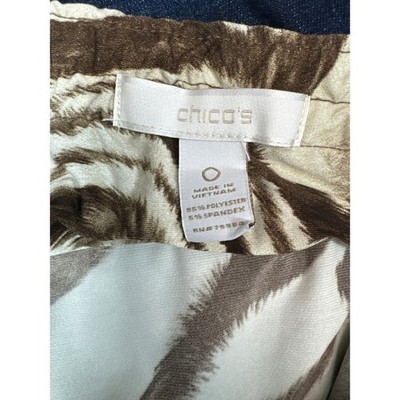 chico's
0
MADE IN
VIETNAM
95% POLYESTER
5% SPANDEX